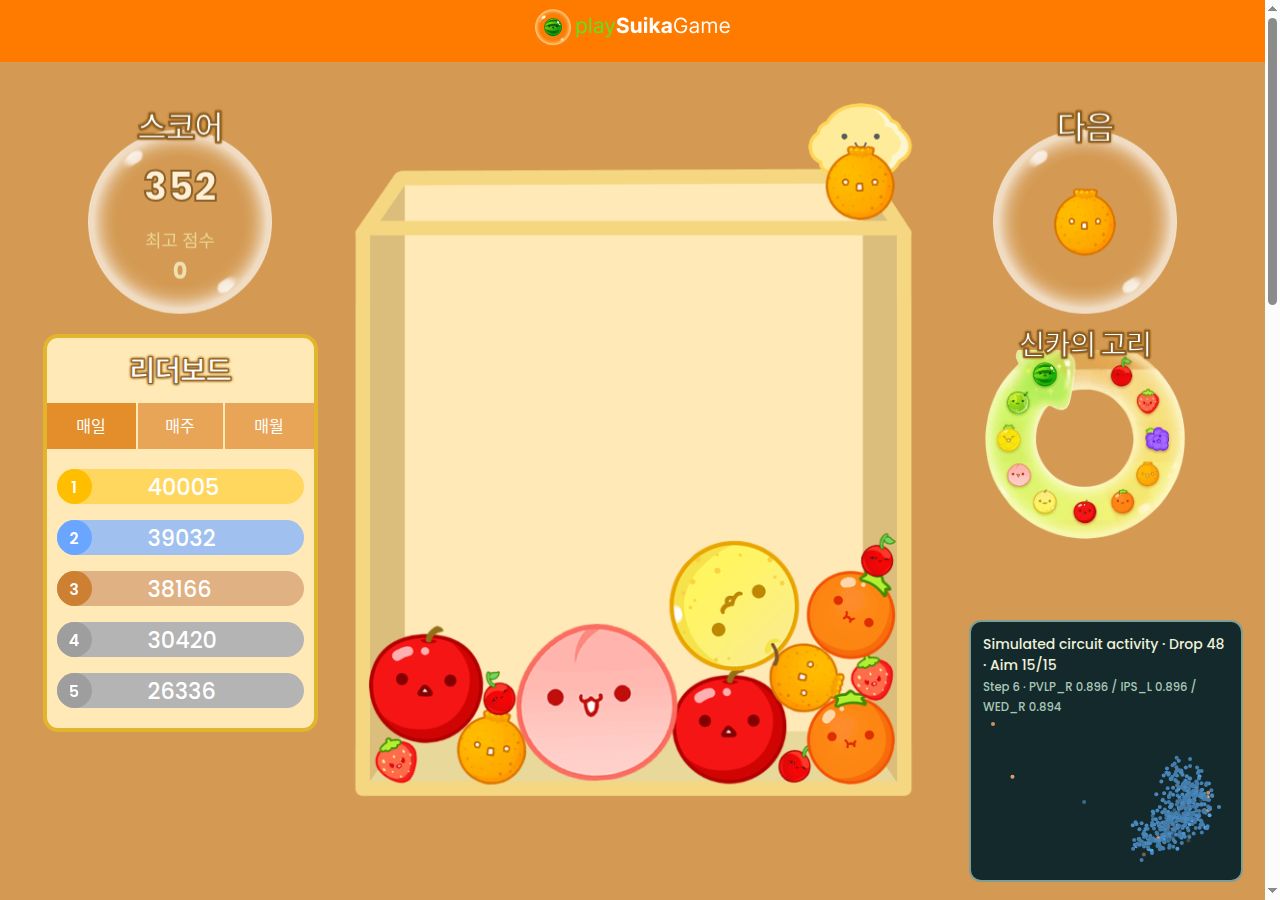 playSuikaGame
스코어
352
최고 점수
0
다음
신카의 고리
리더보드
매일 매주 매월
1 40005
2 39032
3 38166
4 30420
5 26336
Simulated circuit activity · Drop 48
· Aim 15/15
Step 6 · PVLP_R 0.896 / IPS_L 0.896 /
WED_R 0.894